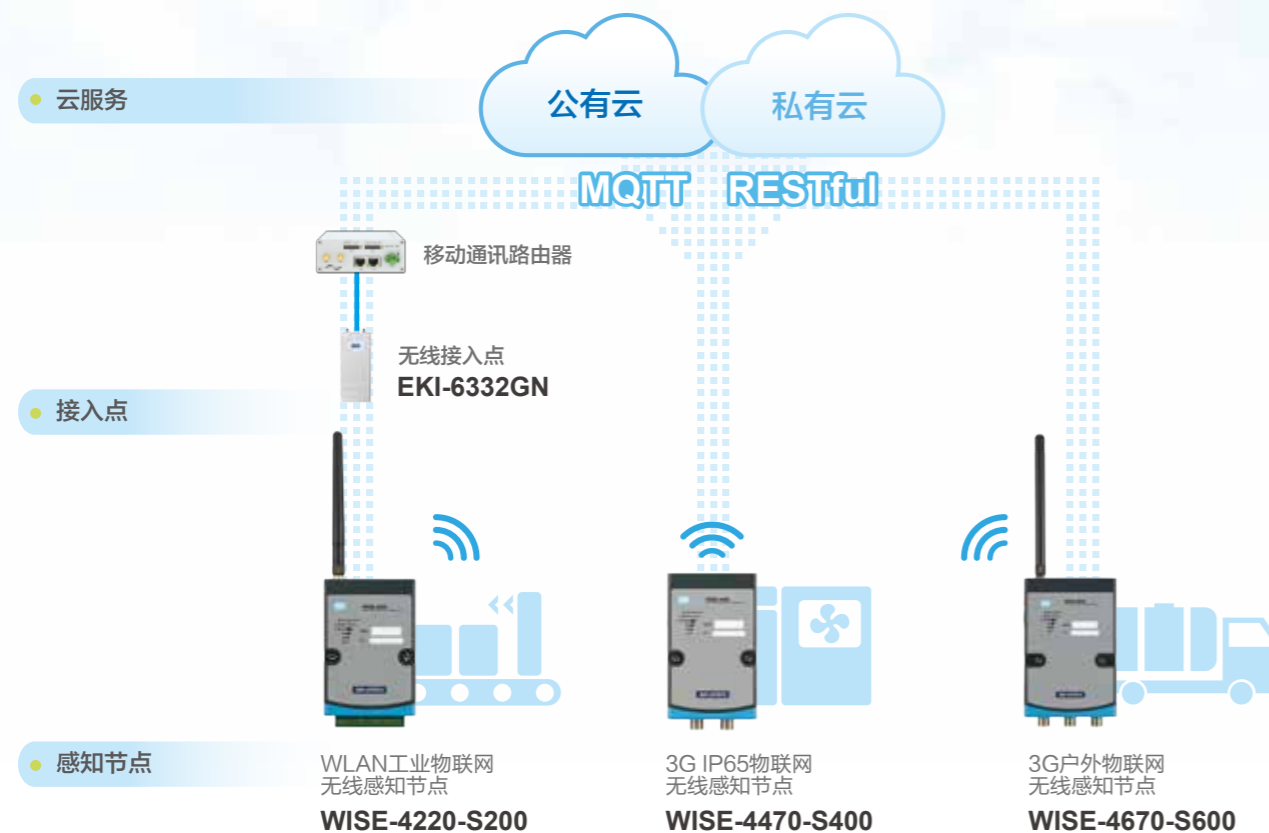 云服务
公有云
私有云
MQTT RESTful
移动通讯路由器
无线接入点
EKI-6332GN
接入点
感知节点
WLAN工业物联网
无线感知节点
WISE-4220-S200
3G IP65物联网
无线感知节点
WISE-4470-S400
3G户外物联网
无线感知节点
WISE-4670-S600